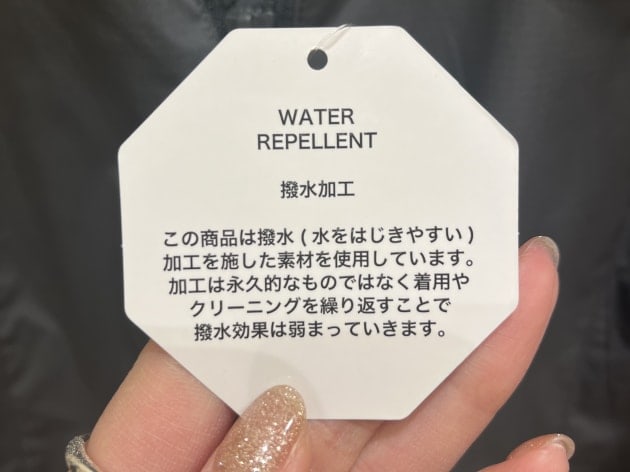 WATER
REPELLENT
撥水加工
この商品は撥水 ( 水をはじきやすい )
加工を施した素材を使用しています。
加工は永久的なものではなく着用や
クリーニングを繰り返すことで
撥水効果は弱まっていきます。